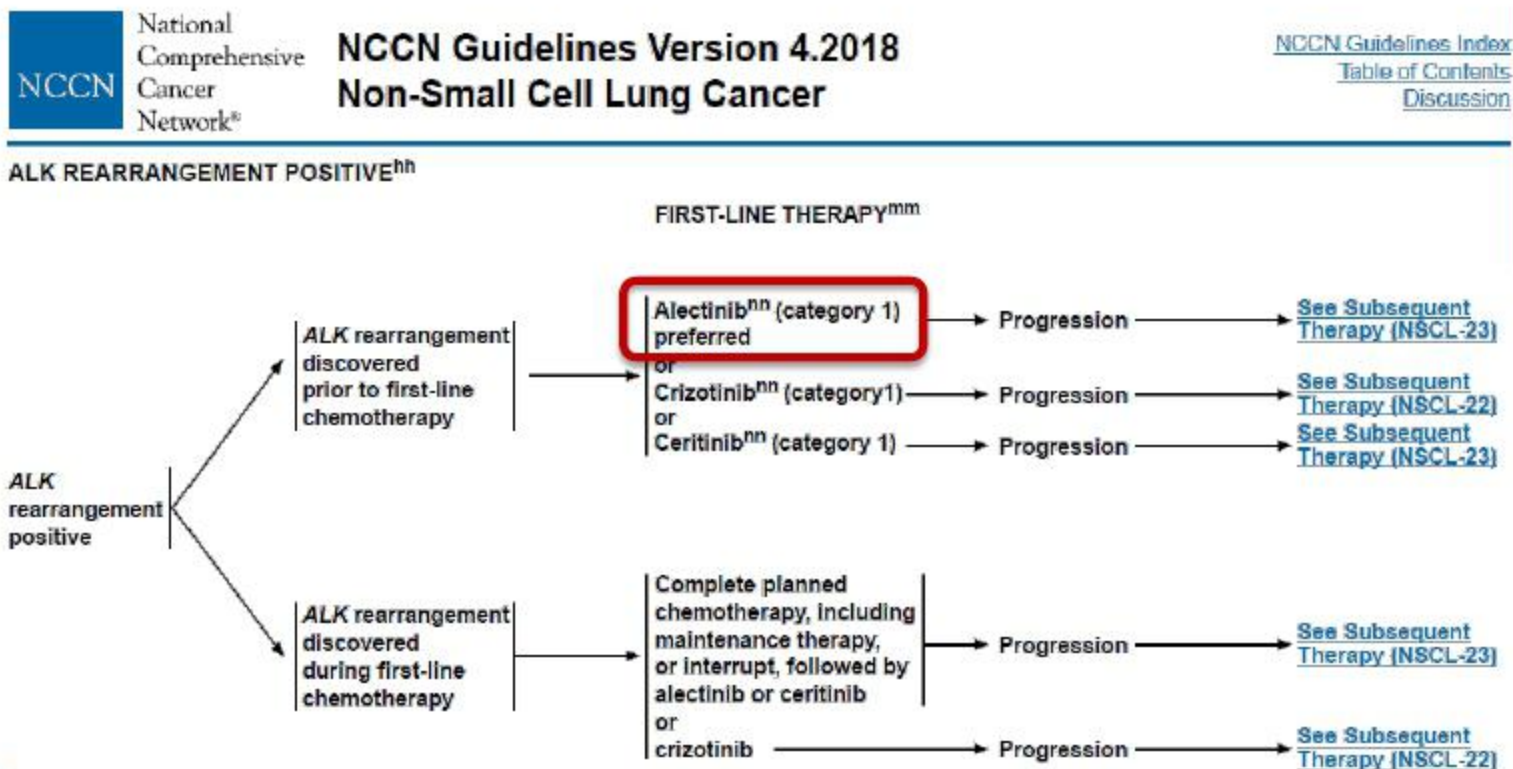 NCCN
National
Comprehensive
Cancer
Network®
NCCN Guidelines Version 4.2018
Non-Small Cell Lung Cancer
NCCN Guidelines Index
Table of Contents
Discussion
ALK REARRANGEMENT POSITIVEhh
FIRST-LINE THERAPYmm
ALK
rearrangement
positive
ALK rearrangement
discovered
prior to first-line
chemotherapy
Alectinibnn (category 1)
preferred
or
Crizotinibnn (category1)
or
Ceritinibnn (category 1)
Progression
See Subsequent
Therapy (NSCL-23)
Progression
See Subsequent
Therapy (NSCL-22)
Progression
See Subsequent
Therapy (NSCL-23)
ALK rearrangement
discovered
during first-line
chemotherapy
Complete planned
chemotherapy, including
maintenance therapy,
or interrupt, followed by
alectinib or ceritinib
or
crizotinib
Progression
See Subsequent
Therapy (NSCL-23)
Progression
See Subsequent
Therapy (NSCL-22)